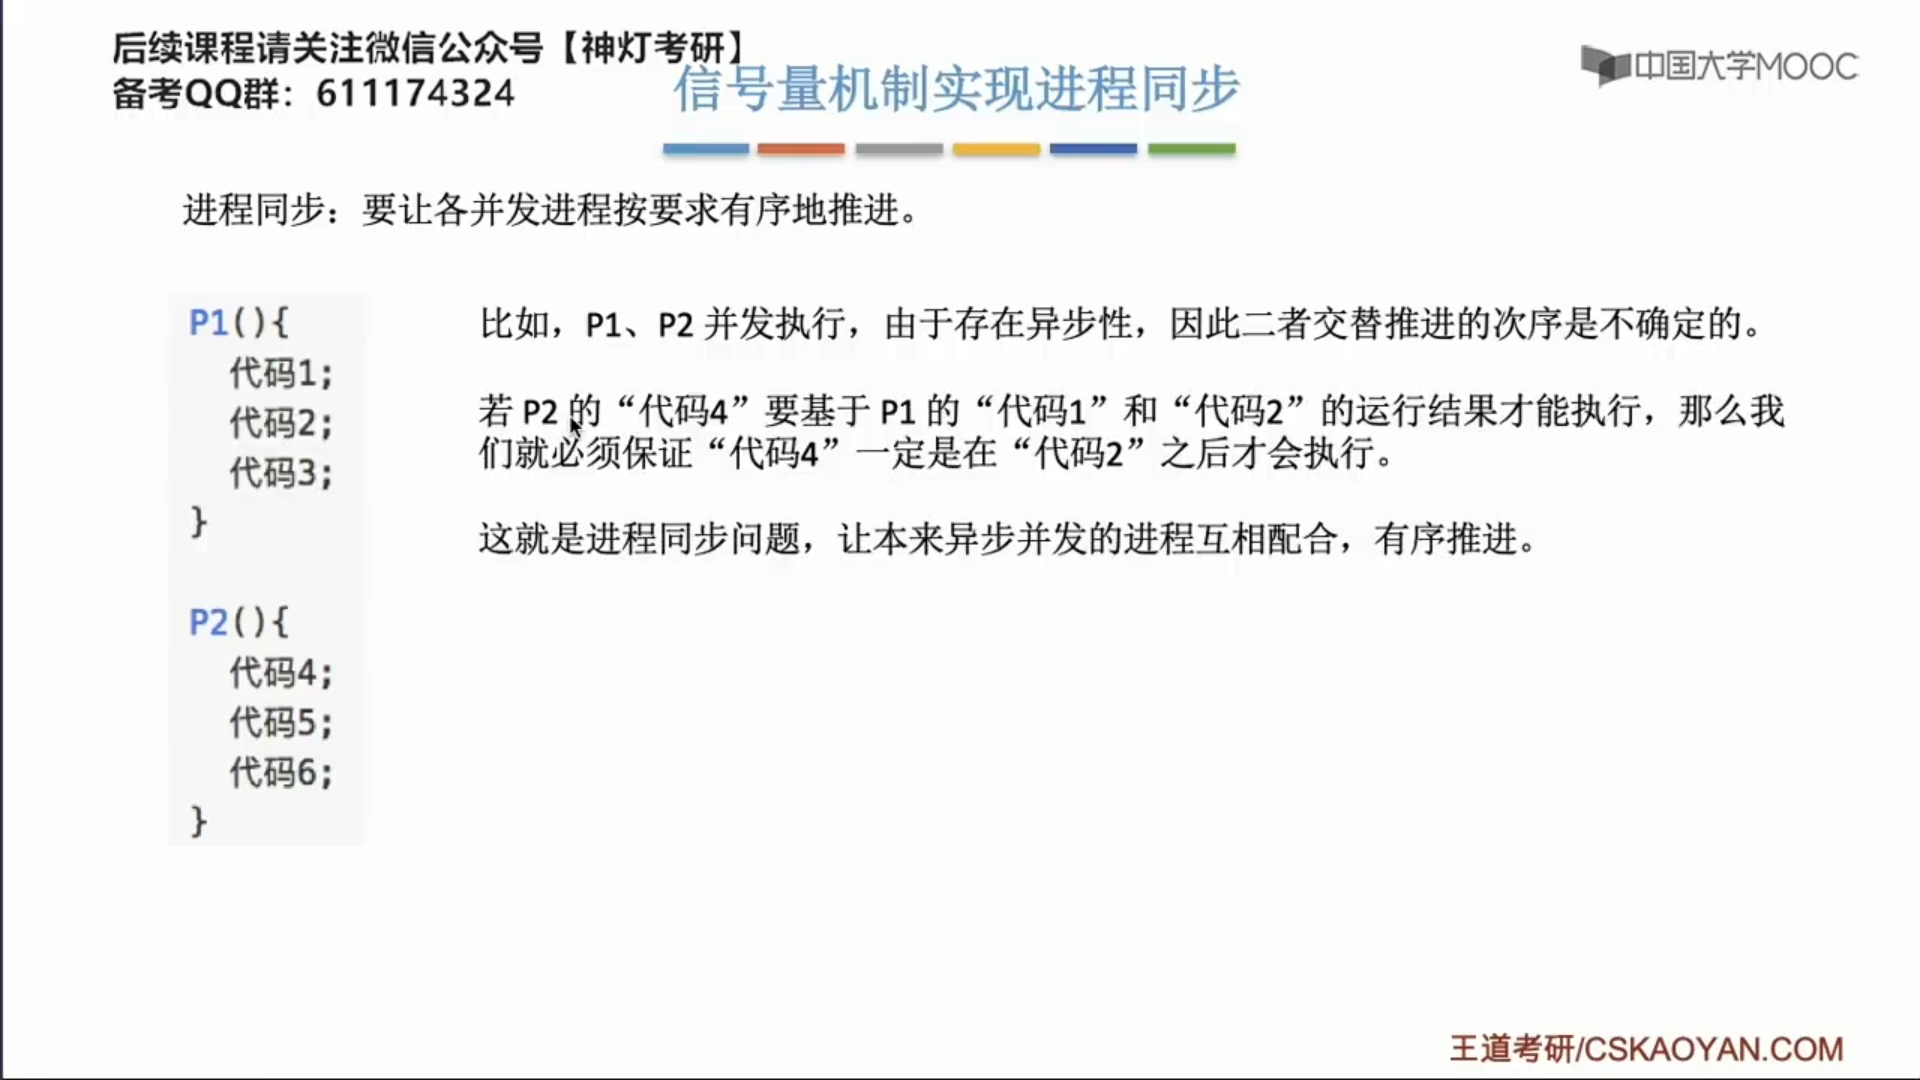 后续课程请关注微信公众号【神灯考研】
备考QQ群：611174324
信号量机制实现进程同步
中国大学MOOC
进程同步：要让各并发进程按要求有序地推进。
P1(){
代码1;
代码2;
代码3;
}
P2(){
代码4;
代码5;
代码6;
}
比如，P1、P2 并发执行，由于存在异步性，因此二者交替推进的次序是不确定的。
若 P2 的“代码4”要基于 P1 的“代码1”和“代码2”的运行结果才能执行，那么我
们就必须保证“代码4”一定是在“代码2”之后才会执行。
这就是进程同步问题，让本来异步并发的进程互相配合，有序推进。
王道考研/CSKAOYAN.COM